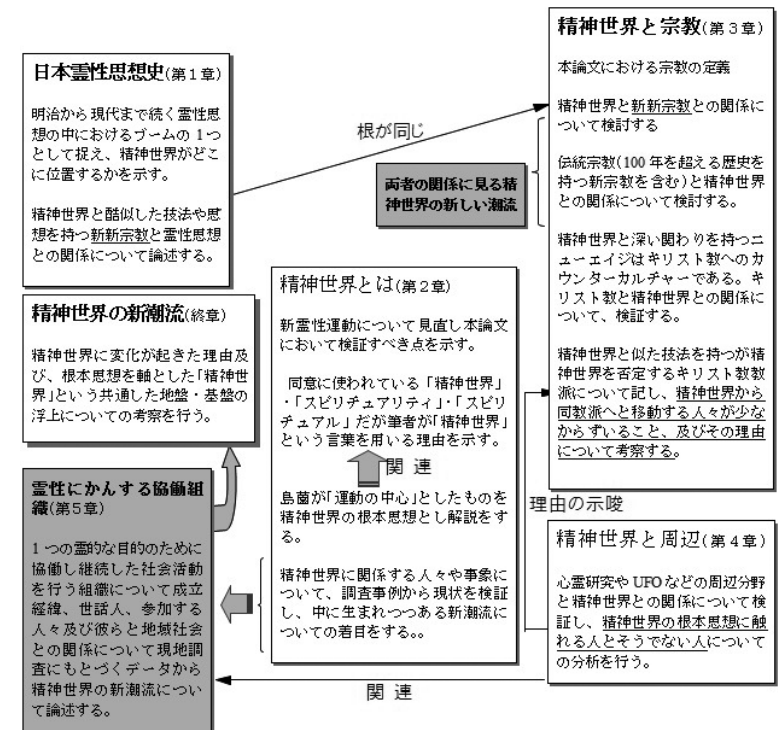 日本霊性思想史(第1章)
明治から現代まで続く霊性思
想の中におけるブームの1つ
として捉え、精神世界がどこ
に位置するかを示す。
精神世界と酷似した技法や思
想を持つ新新宗教と霊性思想
との関係について論述する。
根が同じ
精神世界と宗教(第3章)
本論文における宗教の定義
精神世界と新新宗教との関係に
ついて検討する
伝統宗教(100年を超える歴史を
持つ新宗教を含む)と精神世界
との関係について検討する。
精神世界と深い関わりを持つニ
ューエイジはキリスト教へのカ
ウンターカルチャーである。キ
リスト教と精神世界との関係に
ついて、検証する。
精神世界と似た技法を持つが精
神世界を否定するキリスト教教
派について記し、精神世界から
同教派へと移動する人々が少な
からずいること、及びその理由
について考察する。
両者の関係に見る精
神世界の新しい潮流
精神世界の新潮流(終章)
精神世界に変化が起きた理由及
び、根本思想を軸とした「精神世
界」という共通した地盤・基盤の
浮上についての考察を行う。
精神世界とは(第2章)
新霊性運動について見直し本論文
において検証すべき点を示す。
同意に使われている「精神世界」
・「スピリチュアリティ」・「スピリ
チュアル」だが筆者が「精神世界」
という言葉を用いる理由を示す。
関 連
島薗が「運動の中心」としたものを
精神世界の根本思想とし解説をす
る。
精神世界に関係する人々や事象に
ついて、調査事例から現状を検証
し、中に生まれつつある新潮流に
ついての着目をする。。
霊性にかんする協働組
織(第5章)
1つの霊的な目的のために
協働し継続した社会活動
を行う組織について成立
経緯、世話人、参加する
人々及び彼らと地域社会
との関係について現地調
査にもとづくデータから
精神世界の新潮流につい
て論述する。
理由の示唆
精神世界と周辺(第4章)
心霊研究やUFOなどの周辺分野
と精神世界との関係について検
証し、精神世界の根本思想に触
れる人とそうでない人について
の分析を行う。
関 連